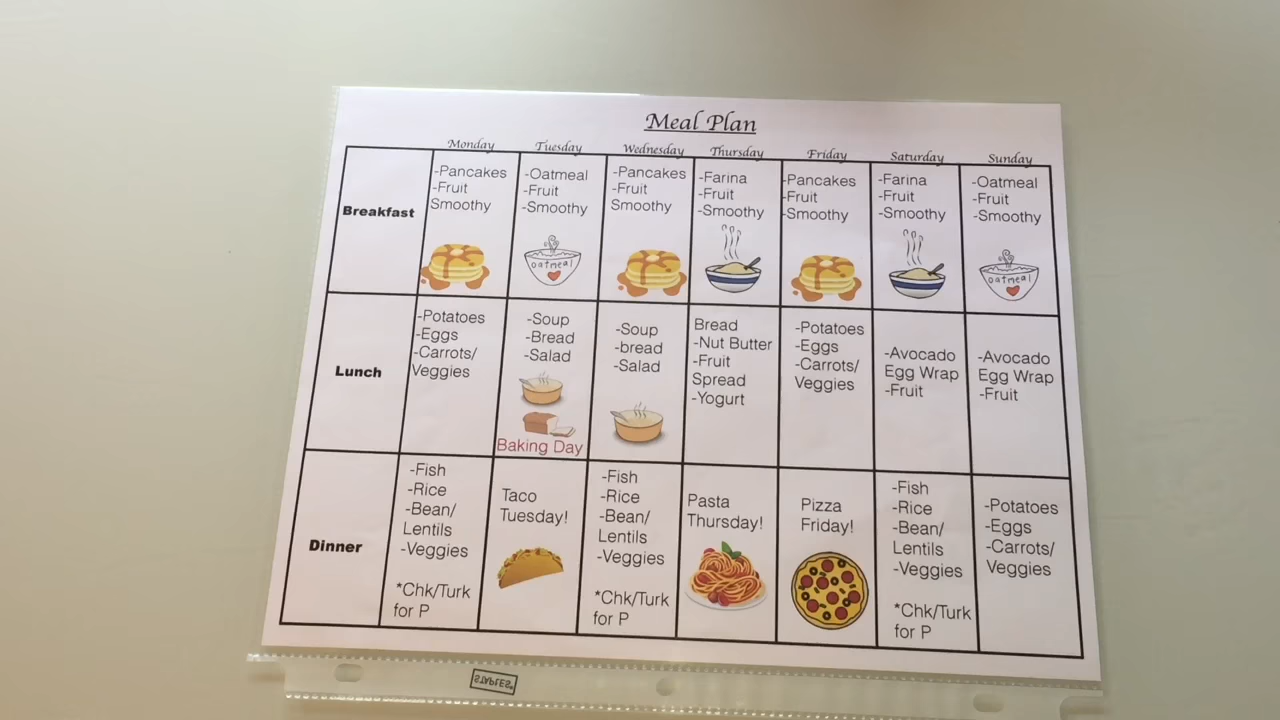 Meal Plan
Monday
Tuesday
Wednesday
Thursday
Friday
Saturday
Sunday
Breakfast
-Pancakes
-Fruit
Smoothy
-Oatmeal
-Fruit
-Smoothy
oatmeal
-Pancakes
-Fruit
Smoothy
-Farina
-Fruit
-Smoothy
-Pancakes
-Fruit
-Smoothy
-Farina
-Fruit
-Smoothy
-Oatmeal
-Fruit
-Smoothy
oatmeal
Lunch
-Potatoes
-Eggs
-Carrots/
Veggies
-Soup
-Bread
-Salad
Baking Day
-Soup
-bread
-Salad
Bread
-Nut Butter
-Fruit
Spread
-Yogurt
-Potatoes
-Eggs
-Carrots/
Veggies
-Avocado
Egg Wrap
-Fruit
-Avocado
Egg Wrap
-Fruit
Dinner
-Fish
-Rice
-Bean/
Lentils
-Veggies
*Chk/Turk
for P
Taco
Tuesday!
-Fish
-Rice
-Bean/
Lentils
-Veggies
*Chk/Turk
for P
Pasta
Thursday!
Pizza
Friday!
-Fish
-Rice
-Bean/
Lentils
-Veggies
*Chk/Turk
for P
-Potatoes
-Eggs
-Carrots/
Veggies
STAPLES